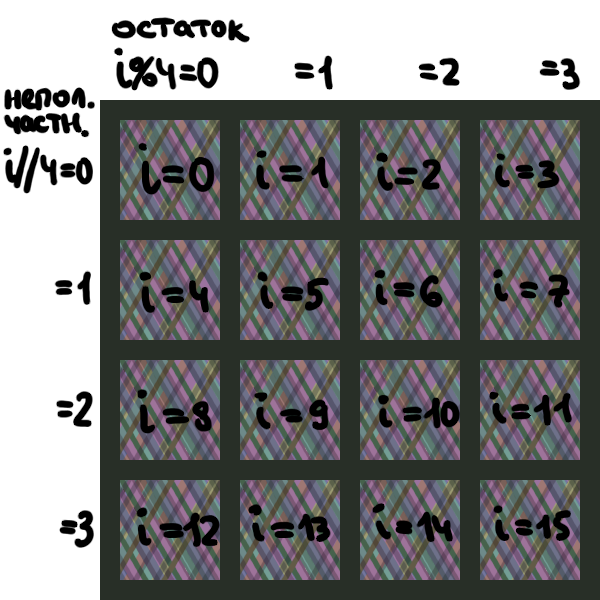 остаток
i%4=0 =1 =2 =3
непол.
частн.
i//4=0 i=0 i=1 i=2 i=3
=1 i=4 i=5 i=6 i=7
=2 i=8 i=9 i=10 i=11
=3 i=12 i=13 i=14 i=15